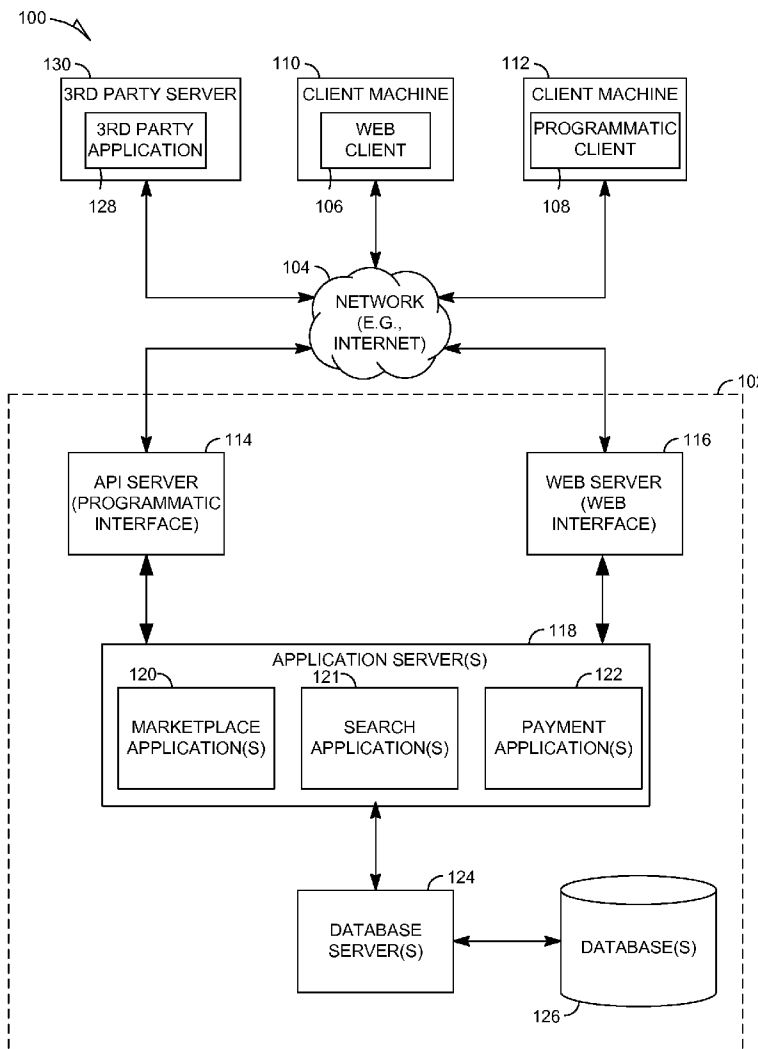 100
130
110
112
3RD PARTY SERVER
CLIENT MACHINE
CLIENT MACHINE
3RD PARTY
APPLICATION
WEB
CLIENT
PROGRAMMATIC
CLIENT
128
106
108
104
NETWORK
(E.G.,
INTERNET)
102
114
116
API SERVER
(PROGRAMMATIC
INTERFACE)
WEB SERVER
(WEB
INTERFACE)
118
APPLICATION SERVER(S)
120
121
122
MARKETPLACE
APPLICATION(S)
SEARCH
APPLICATION(S)
PAYMENT
APPLICATION(S)
124
DATABASE
SERVER(S)
DATABASE(S)
126